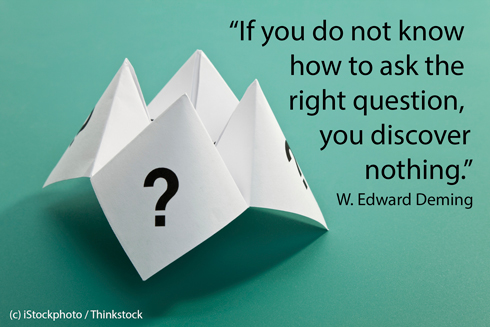 “If you do not know
how to ask the
right question,
you discover
nothing.”
W. Edward Deming
?
(c) iStockphoto / Thinkstock